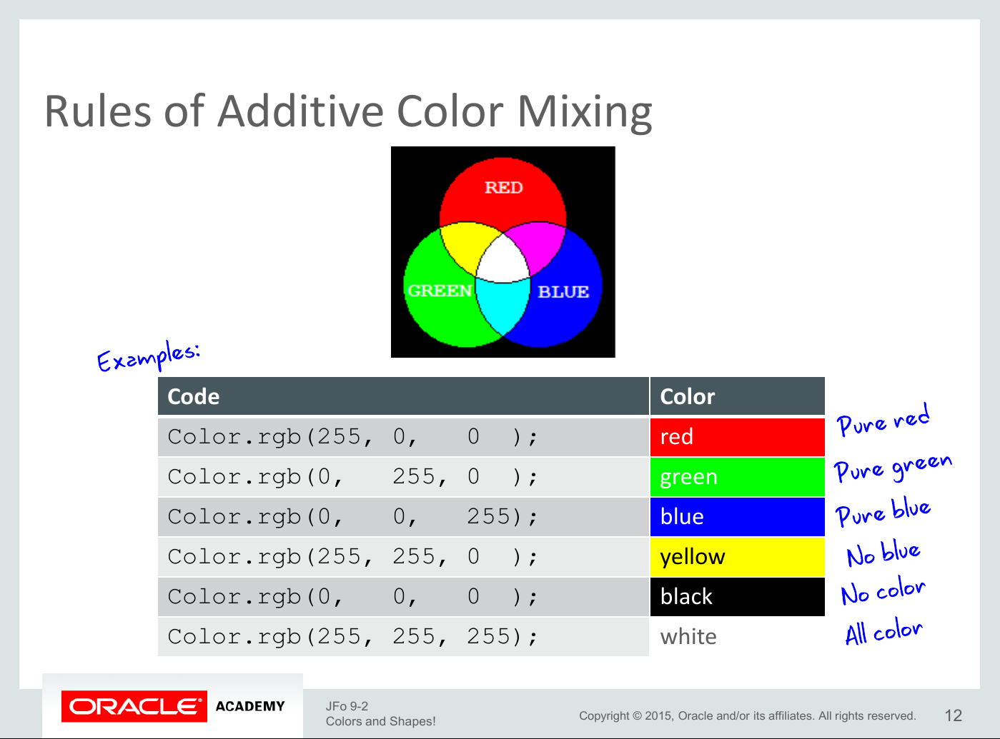 Rules of Additive Color Mixing
RED
GREEN BLUE
Examples:
Code Color
Color.rgb(255, 0, 0 ); red Pure red
Color.rgb(0, 255, 0 ); green Pure green
Color.rgb(0, 0, 255); blue Pure blue
Color.rgb(255, 255, 0 ); yellow No blue
Color.rgb(0, 0, 0 ); black No color
Color.rgb(255, 255, 255); white All color
ORACLE® ACADEMY
JFo 9-2
Colors and Shapes!
Copyright © 2015, Oracle and/or its affiliates. All rights reserved. 12